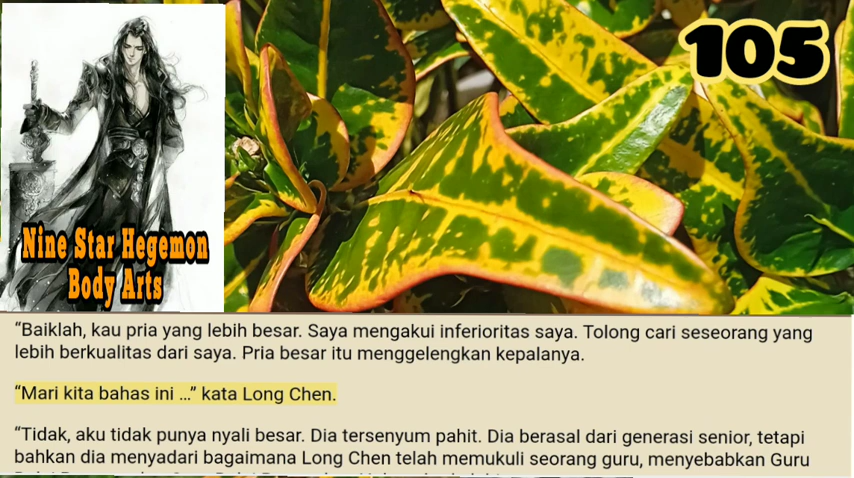 105
Nine Star Hegemon
Body Arts
“Baiklah, kau pria yang lebih besar. Saya mengakui inferioritas saya. Tolong cari seseorang yang
lebih berkualitas dari saya. Pria besar itu menggelengkan kepalanya.
“Mari kita bahas ini ...” kata Long Chen.
“Tidak, aku tidak punya nyali besar. Dia tersenyum pahit. Dia berasal dari generasi senior, tetapi
bahkan dia menyadari bagaimana Long Chen telah memukuli seorang guru, menyebabkan Guru